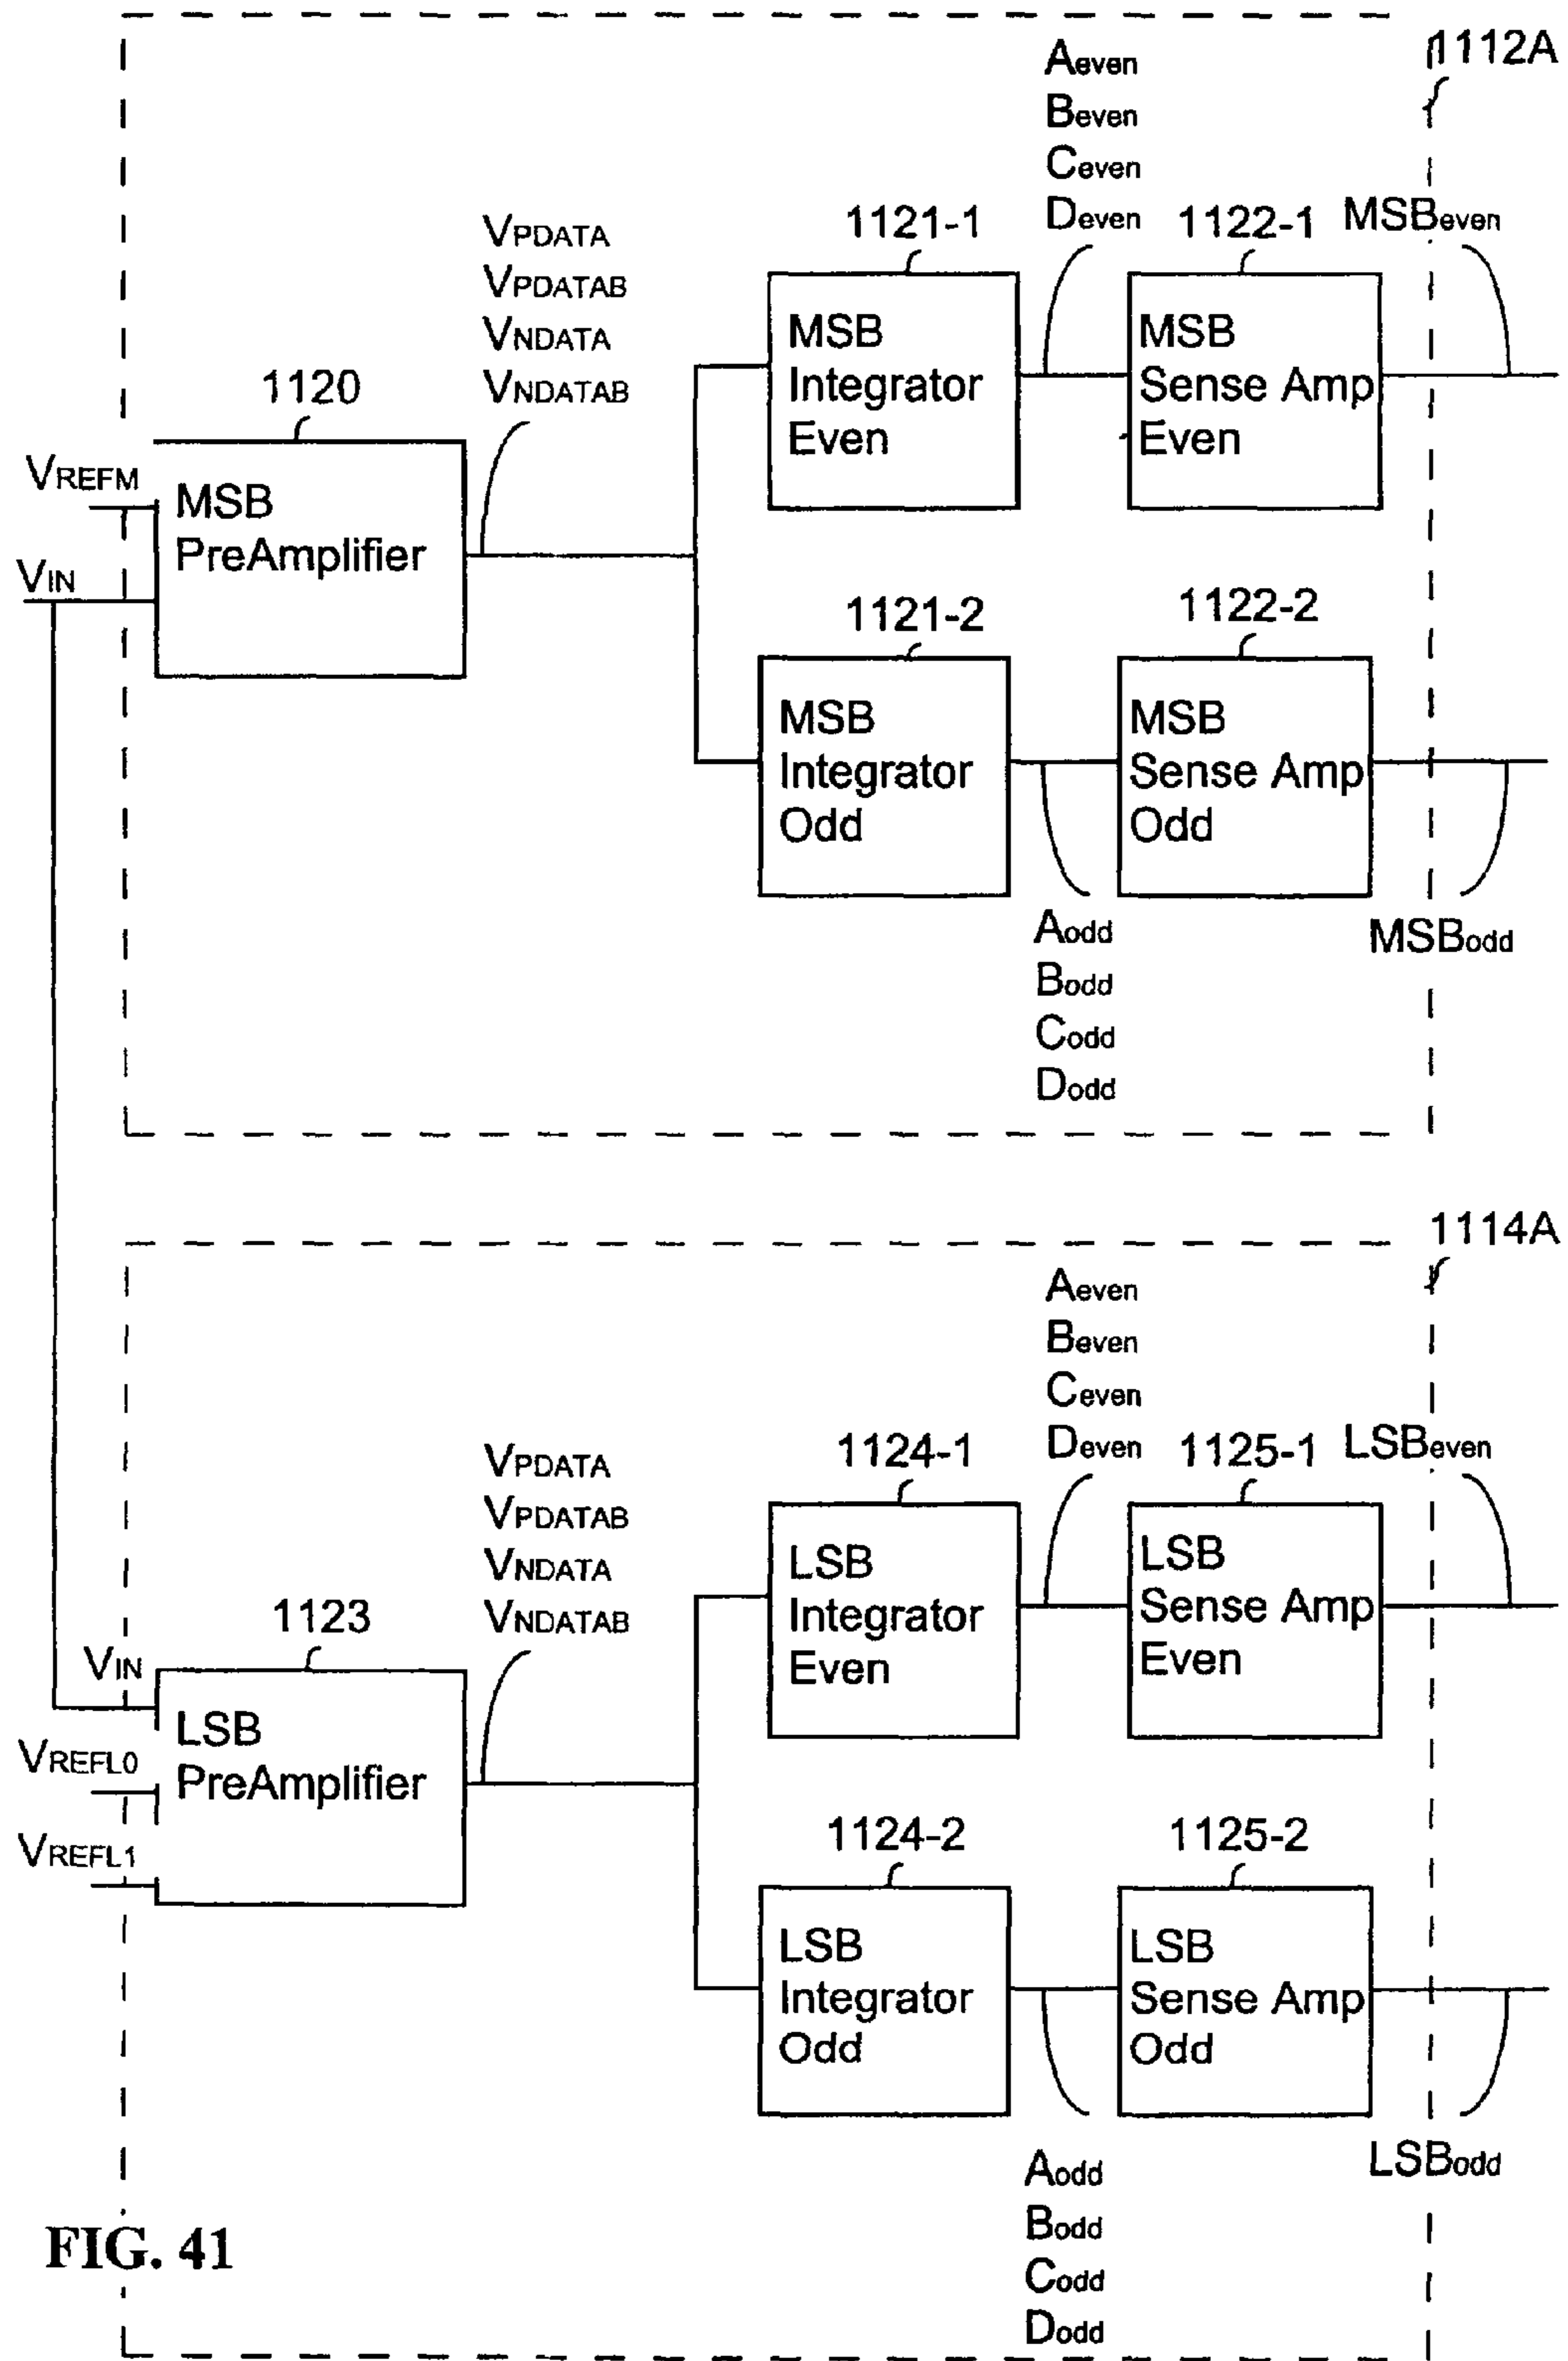 1112A
Aeven
Beven
Ceven
Deven
1121-1
1122-1
MSBeven
VPDATA
VPDATAB
VNDATA
VNDATAB
MSB
Integrator
Even
MSB
Sense Amp
Even
1120
VREFM
VIN
MSB
PreAmplifier
1121-2
1122-2
MSB
Integrator
Odd
MSB
Sense Amp
Odd
Aodd
Bodd
Codd
Dodd
MSBodd
1114A
Aeven
Beven
Ceven
Deven
1124-1
1125-1
LSBeven
VPDATA
VPDATAB
VNDATA
VNDATAB
LSB
Integrator
Even
LSB
Sense Amp
Even
1123
VIN
VREFL0
VREFL1
LSB
PreAmplifier
1124-2
1125-2
LSB
Integrator
Odd
LSB
Sense Amp
Odd
Aodd
Bodd
Codd
Dodd
LSBodd
FIG. 41